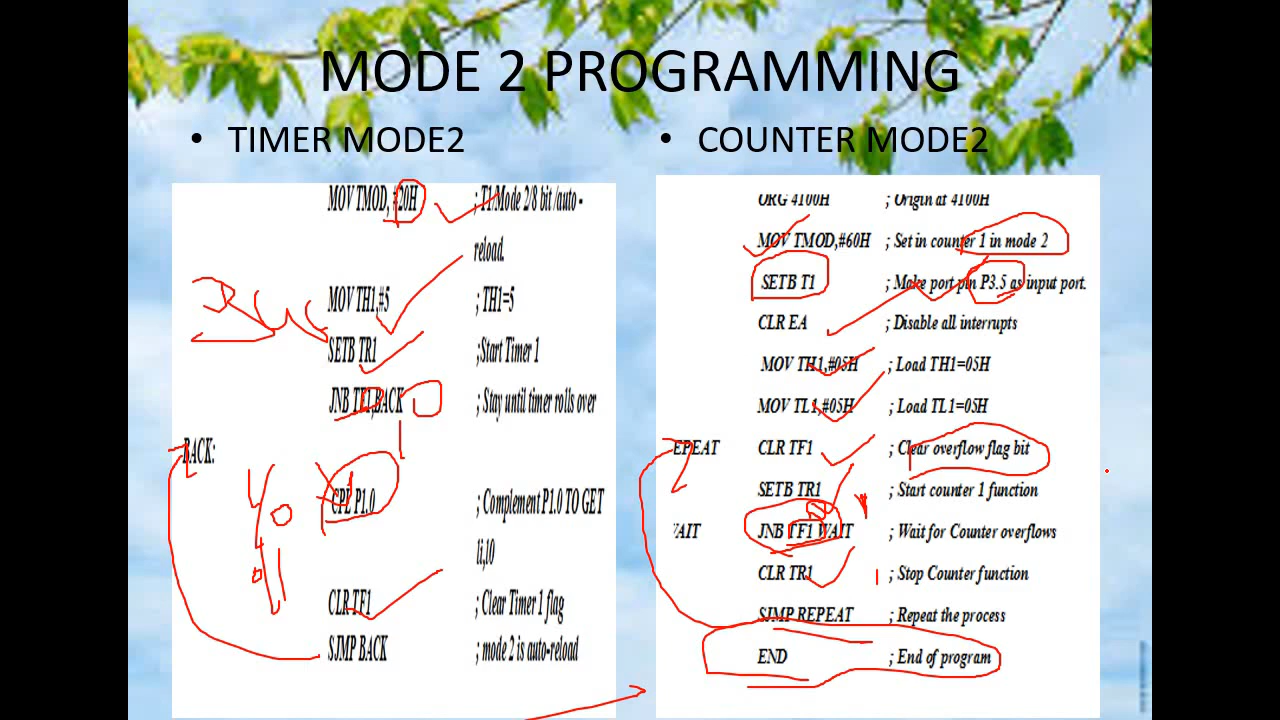 MODE 2 PROGRAMMING
• TIMER MODE2
MOV TMOD, #20H ; T1/Mode 2/8 bit /auto -
reload.
MOV TH1,#5 ; TH1=5
SETB TR1 ;Start Timer 1
JNB TF1,BACK ; Stay until timer rolls over
BACK:
CPL P1.0 ; Complement P1.0 TO GET
li,l0
CLR TF1 ; Clear Timer 1 flag
SJMP BACK ; mode 2 is auto-reload
• COUNTER MODE2
ORG 4100H ; Origin at 4100H
MOV TMOD,#60H ; Set in counter 1 in mode 2
SETB T1 ; Make port pin P3.5 as input port.
CLR EA ; Disable all interrupts
MOV TH1,#05H ; Load TH1=05H
MOV TL1,#05H ; Load TL1=05H
EPEAT CLR TF1 ; Clear overflow flag bit
SETB TR1 ; Start counter 1 function
WAIT JNB TF1 WAIT ; Wait for Counter overflows
CLR TR1 ; Stop Counter function
SJMP REPEAT ; Repeat the process
END ; End of program